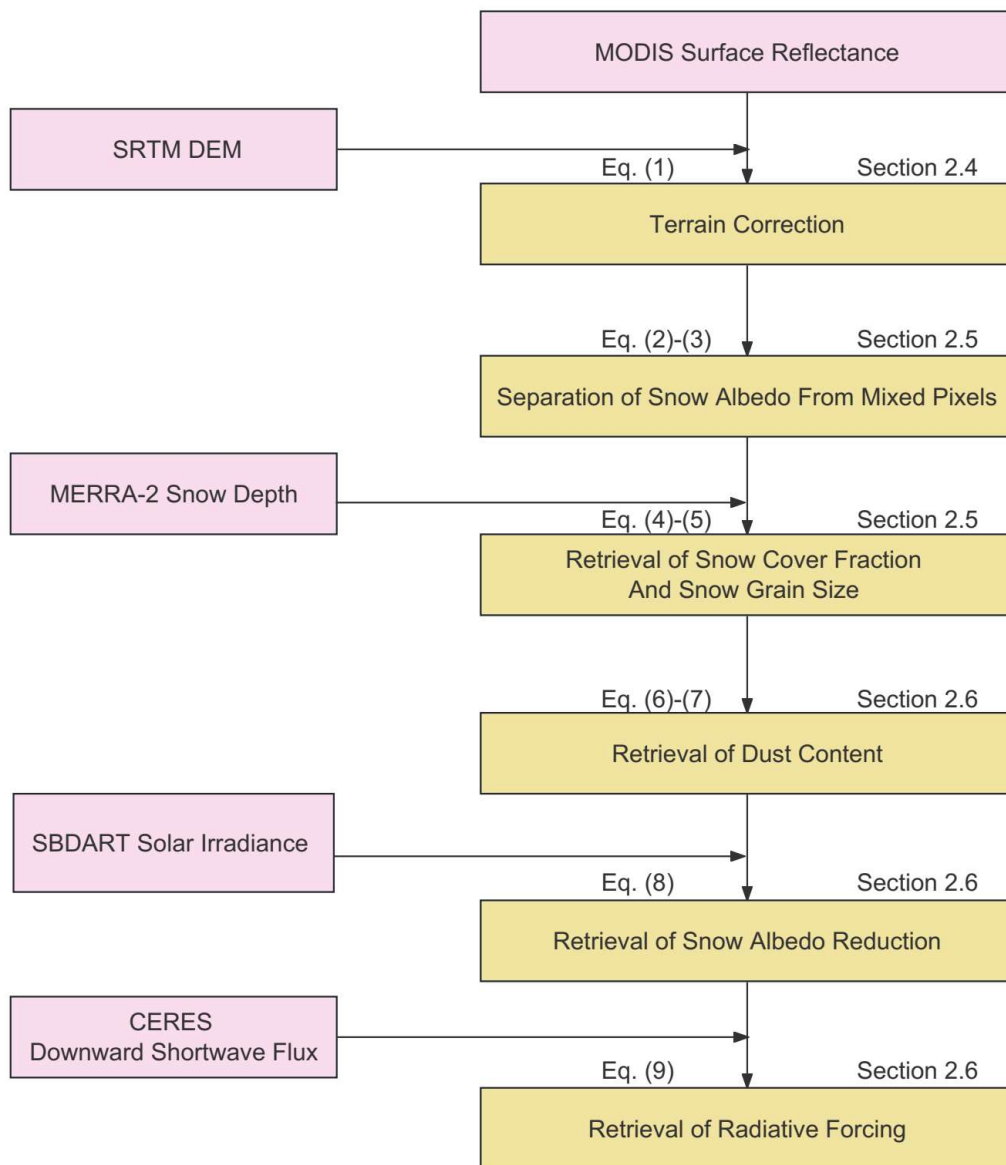 MODIS Surface Reflectance
SRTM DEM
Eq. (1) Section 2.4
Terrain Correction
Eq. (2)-(3) Section 2.5
Separation of Snow Albedo From Mixed Pixels
MERRA-2 Snow Depth
Eq. (4)-(5) Section 2.5
Retrieval of Snow Cover Fraction
And Snow Grain Size
Eq. (6)-(7) Section 2.6
Retrieval of Dust Content
SBDART Solar Irradiance
Eq. (8) Section 2.6
Retrieval of Snow Albedo Reduction
CERES
Downward Shortwave Flux
Eq. (9) Section 2.6
Retrieval of Radiative Forcing